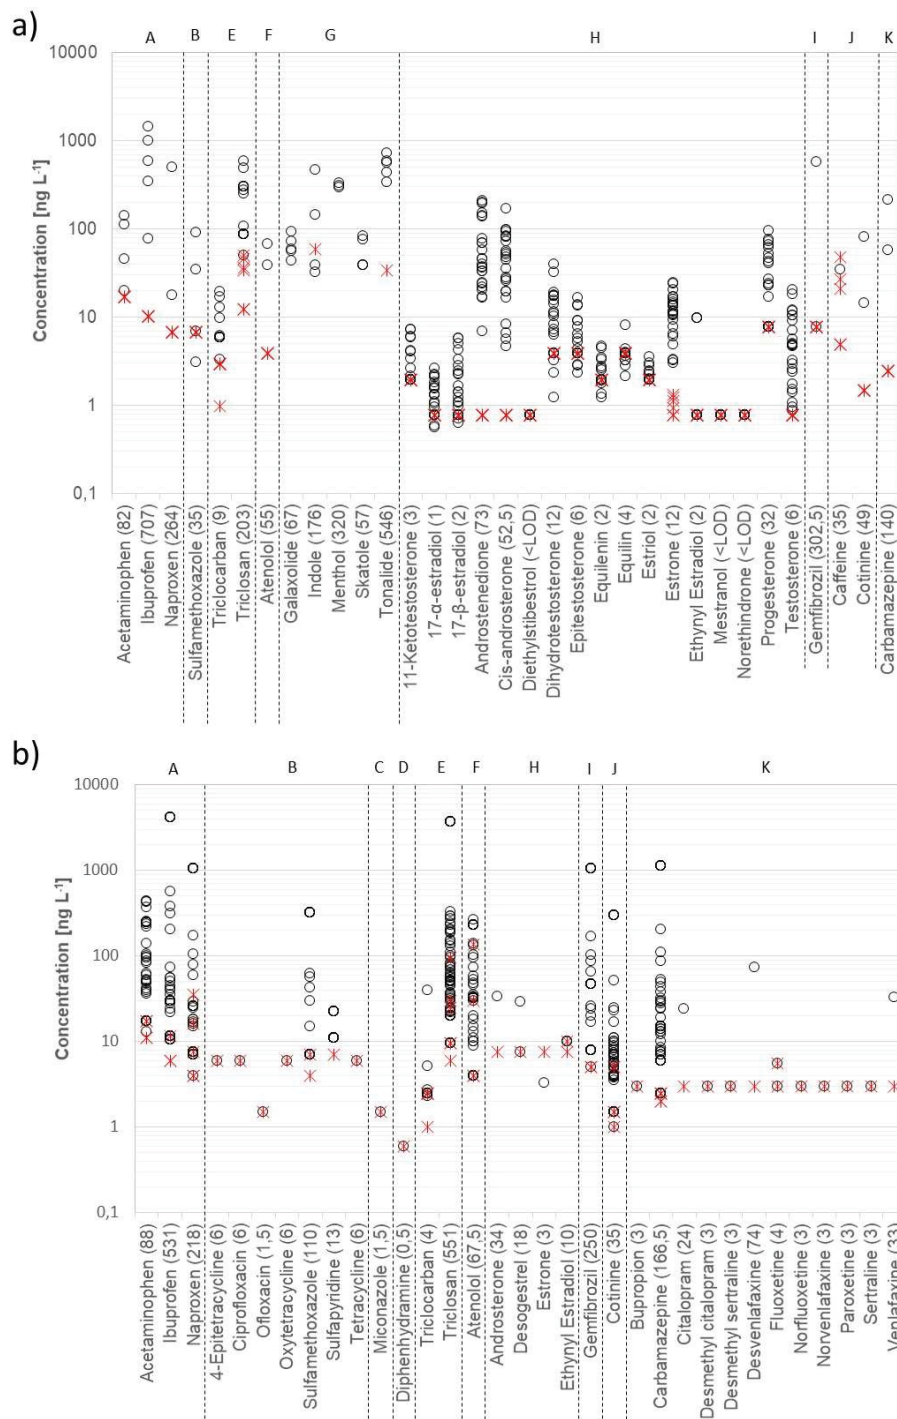 a)
A B E F G H I J K
10000
1000
100
10
1
0,1
Concentration [ng L-1]
Acetaminophen (82)
Ibuprofen (707)
Naproxen (264)
Sulfamethoxazole (35)
Triclocarban (9)
Triclosan (203)
Atenolol (55)
Galaxolide (67)
Indole (176)
Menthol (320)
Skatole (57)
Tonalide (546)
11-Ketotestosterone (3)
17-α-estradiol (1)
17-β-estradiol (2)
Androstenedione (73)
Cis-androsterone (52,5)
Diethylstibestrol (<LOD)
Dihydrotestosterone (12)
Epitestosterone (6)
Equilenin (2)
Equilin (4)
Estriol (2)
Estrone (12)
Ethynyl Estradiol (2)
Mestranol (<LOD)
Norethindrone (<LOD)
Progesterone (32)
Testosterone (6)
Gemfibrozil (302,5)
Caffeine (35)
Cotinine (49)
Carbamazepine (140)
b)
A B C D E F H I J K
10000
1000
100
10
1
0,1
Concentration [ng L-1]
Acetaminophen (88)
Ibuprofen (531)
Naproxen (218)
4-Epitetracycline (6)
Ciprofloxacin (6)
Ofloxacin (1,5)
Oxytetracycline (6)
Sulfamethoxazole (110)
Sulfapyridine (13)
Tetracycline (6)
Miconazole (1,5)
Diphenhydramine (0,5)
Triclocarban (4)
Triclosan (551)
Atenolol (67,5)
Androsterone (34)
Desogestrel (18)
Estrone (3)
Ethynyl Estradiol (10)
Gemfibrozil (250)
Cotinine (35)
Bupropion (3)
Carbamazepine (166,5)
Citalopram (24)
Desmethyl citalopram (3)
Desmethyl sertraline (3)
Desvenlafaxine (74)
Fluoxetine (4)
Norfluoxetine (3)
Norvenlafaxine (3)
Paroxetine (3)
Sertraline (3)
Venlafaxine (33)